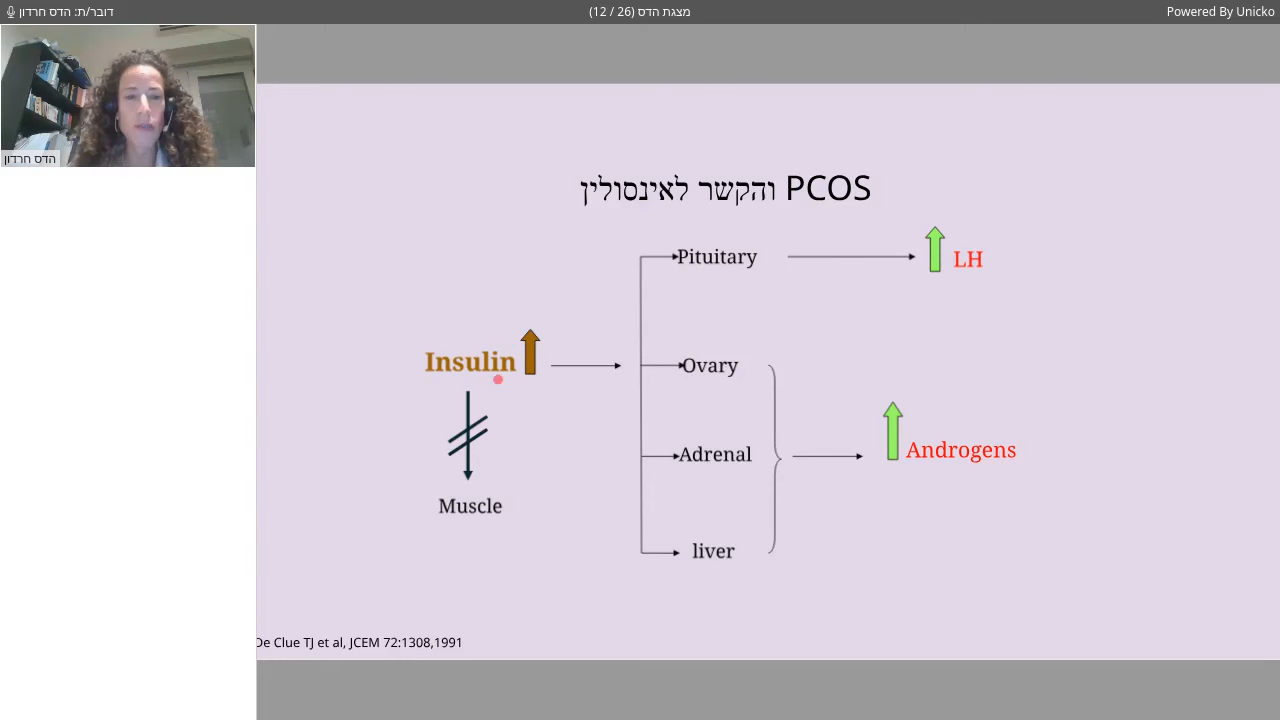 דובר/ת: הדס חרדון
מצגת הדס (26 / 12)
Powered By Unicko
הדס חרדון
PCOS והקשר לאינסולין
Pituitary
LH
Insulin
Ovary
Adrenal
Androgens
Muscle
liver
De Clue TJ et al, JCEM 72:1308,1991